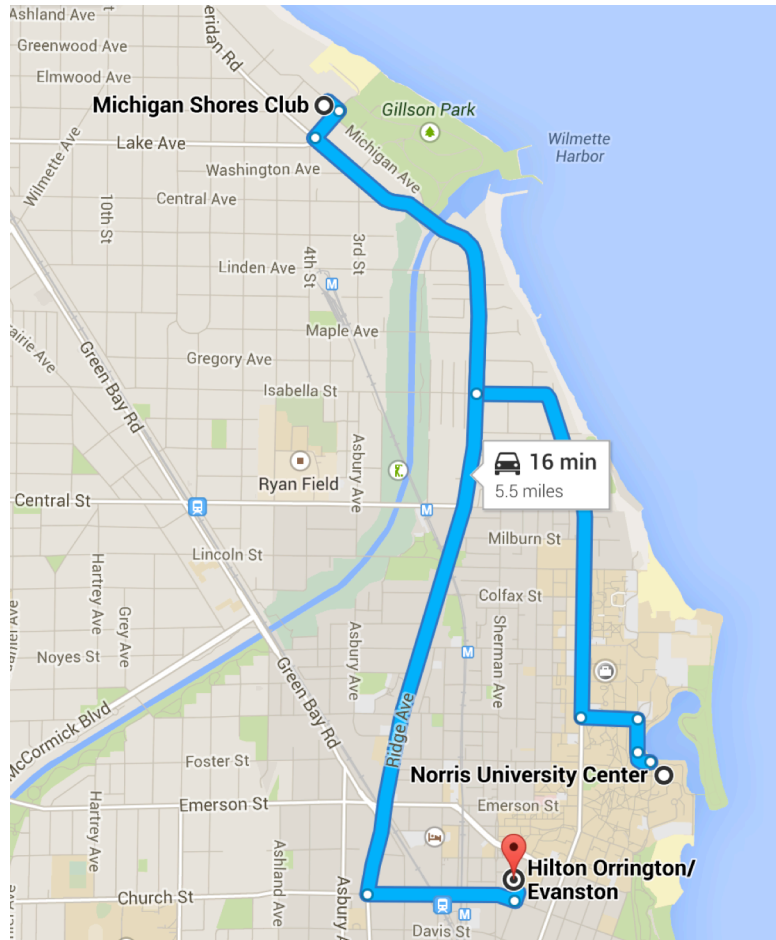 Ashland Ave
Greenwood Ave
eridan Rd
Elmwood Ave
Michigan Shores Club
Gillson Park
Wilmette
Harbor
Lake Ave
Michigan Ave
Wilmette Ave
Washington Ave
Central Ave
10th St
3rd St
4th St
Linden Ave
M
Maple Ave
rairie Ave
Green Bay Rd
Gregory Ave
Isabella St
Asbury Ave
16 min
5.5 miles
Ryan Field
Central St
M
Milburn St
Lincoln St
Hartrey Ave
Grey Ave
Colfax St
Sherman Ave
Asbury Ave
Noyes St
M
Green Bay Rd
McCormick Blvd
Ridge Ave
Foster St
Norris University Center
Emerson St
Emerson St
Hartrey Ave
Hilton Orrington/
Evanston
Ashland Ave
Church St
Asbury A
M
Davis St